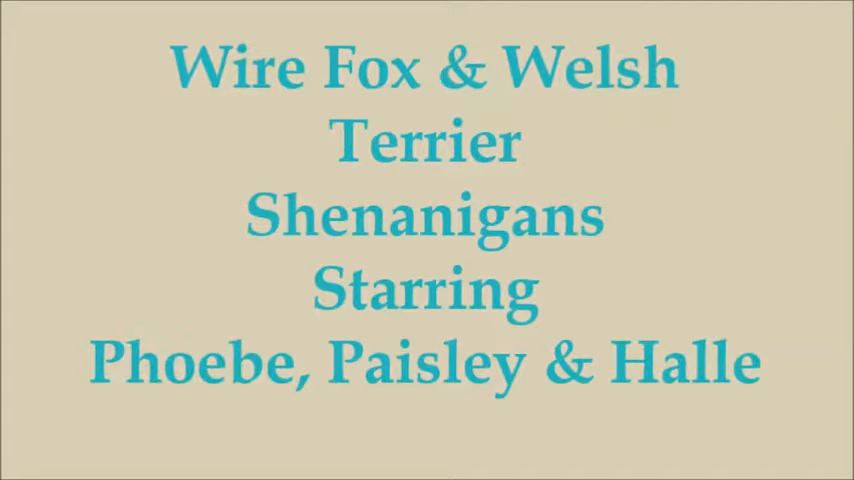 Wire Fox & Welsh
Terrier
Shenanigans
Starring
Phoebe, Paisley & Halle